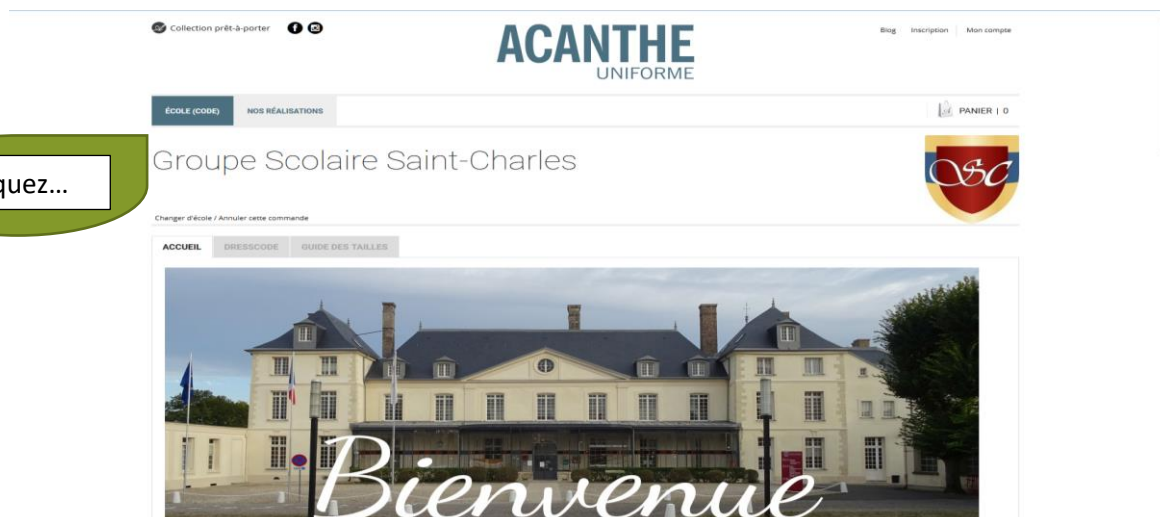 Collection prêt-à-porter
ACANTHE
UNIFORME
Blog Inscription Mon compte
ÉCOLE (CODE) NOS RÉALISATIONS
PANIER | 0
quez...
Groupe Scolaire Saint-Charles
SC
Changer d'école / Annuler cette commande
ACCUEIL DRESSCODE GUIDE DES TAILLES
Bienvenue